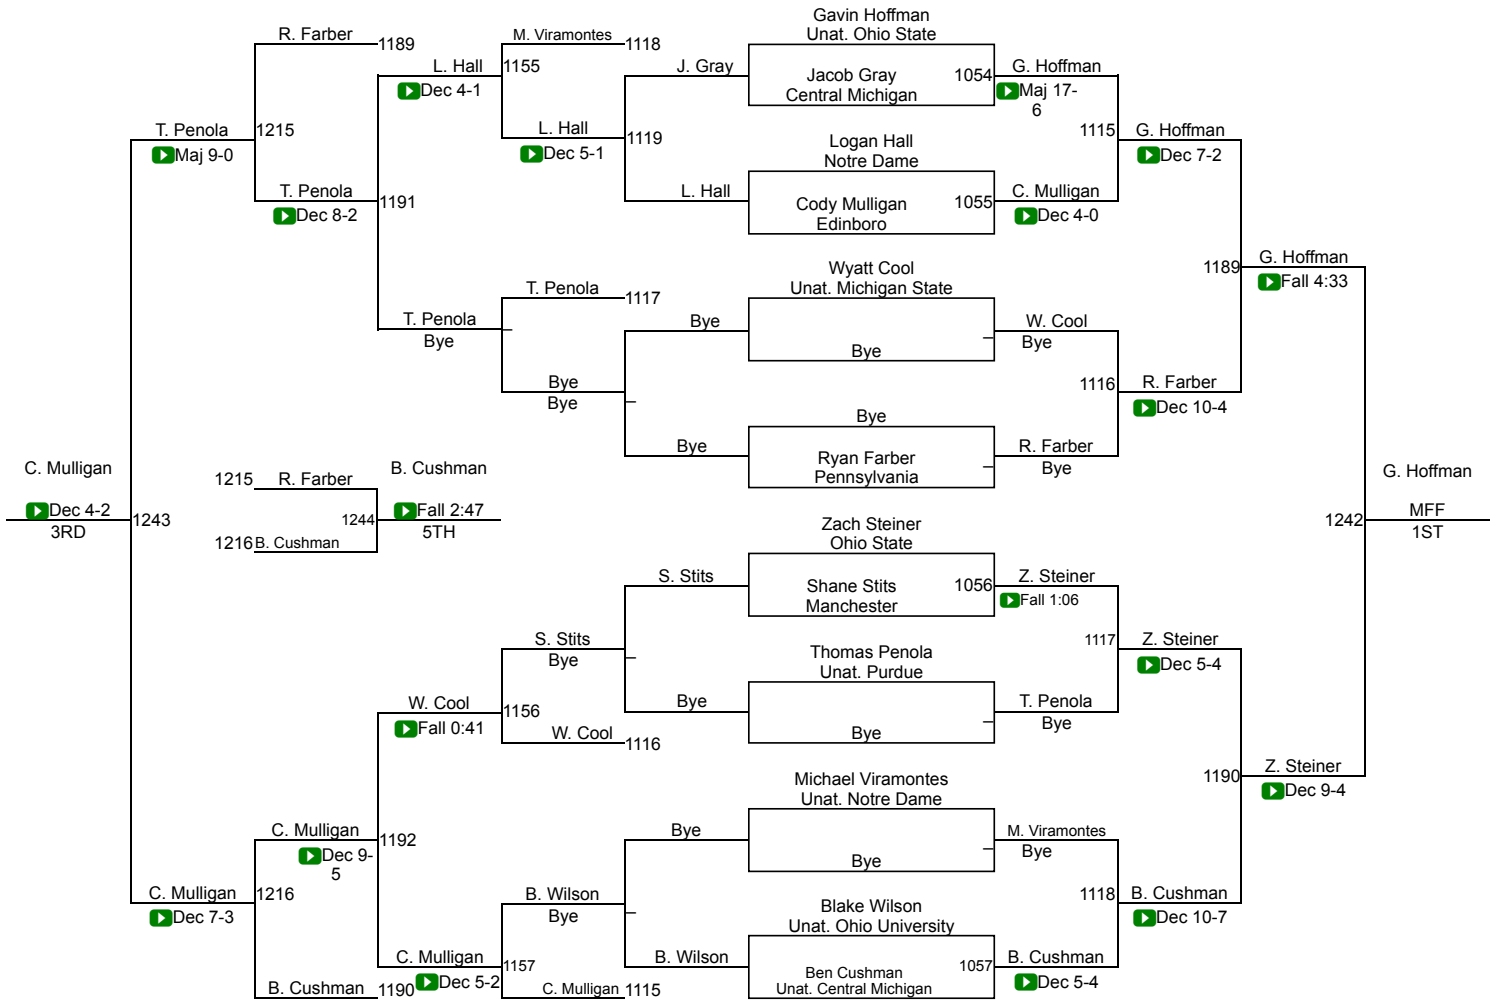 Gavin Hoffman
Unat. Ohio State
R. Farber
1189
M. Viramontes
1118
L. Hall
1155
Dec 4-1
J. Gray
Jacob Gray
Central Michigan
1054
G. Hoffman
Maj 17-
6
T. Penola
1215
Maj 9-0
L. Hall
1119
Dec 5-1
Logan Hall
Notre Dame
1115
G. Hoffman
Dec 7-2
T. Penola
1191
Dec 8-2
L. Hall
Cody Mulligan
Edinboro
1055
C. Mulligan
Dec 4-0
T. Penola
Bye
–
T. Penola
1117
Wyatt Cool
Unat. Michigan State
1189
G. Hoffman
Fall 4:33
Bye
Bye
–
W. Cool
Bye
Bye
Bye
–
1116
R. Farber
Dec 10-4
Bye
Bye
Ryan Farber
Pennsylvania
–
R. Farber
Bye
C. Mulligan
Dec 4-2
3RD
1243
1215
R. Farber
1244
1216
B. Cushman
B. Cushman
Fall 2:47
5TH
1242
G. Hoffman
MFF
1ST
Zach Steiner
Ohio State
S. Stits
Shane Stits
Manchester
1056
Z. Steiner
Fall 1:06
S. Stits
Bye
–
Thomas Penola
Unat. Purdue
1117
Z. Steiner
Dec 5-4
W. Cool
1156
Fall 0:41
Bye
Bye
–
T. Penola
Bye
W. Cool
1116
Michael Viramontes
Unat. Notre Dame
1190
Z. Steiner
Dec 9-4
C. Mulligan
1192
Dec 9-
5
Bye
Bye
–
M. Viramontes
Bye
C. Mulligan
1216
Dec 7-3
B. Wilson
Bye
–
Blake Wilson
Unat. Ohio University
1118
B. Cushman
Dec 10-7
C. Mulligan
1157
Dec 5-2
B. Wilson
Ben Cushman
Unat. Central Michigan
1057
B. Cushman
Dec 5-4
B. Cushman
1190
C. Mulligan
1115